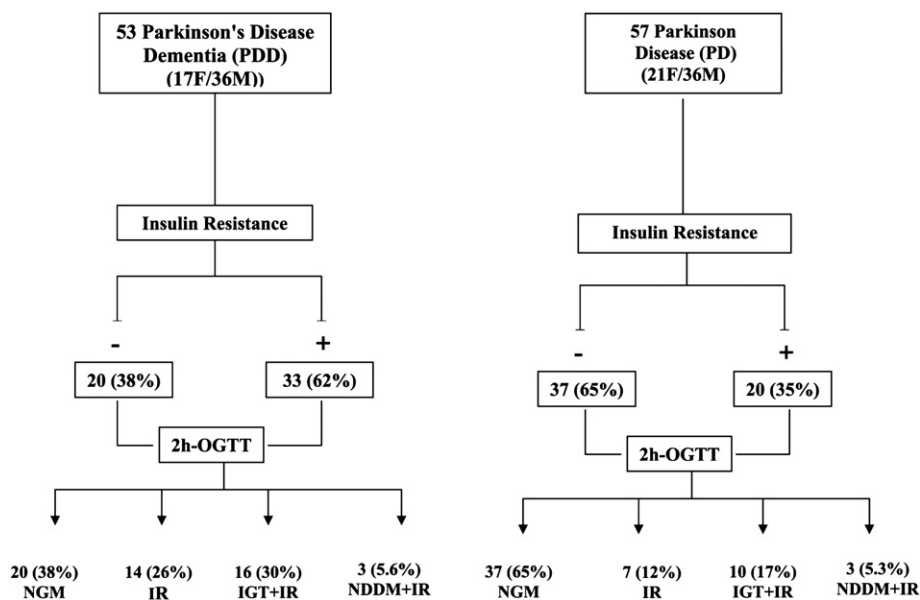 53 Parkinson's Disease
Dementia (PDD)
(17F/36M))
Insulin Resistance
-
+
20 (38%)
33 (62%)
2h-OGTT
20 (38%)
NGM
14 (26%)
IR
16 (30%)
IGT+IR
3 (5.6%)
NDDM+IR
57 Parkinson
Disease (PD)
(21F/36M)
Insulin Resistance
-
+
37 (65%)
20 (35%)
2h-OGTT
37 (65%)
NGM
7 (12%)
IR
10 (17%)
IGT+IR
3 (5.3%)
NDDM+IR